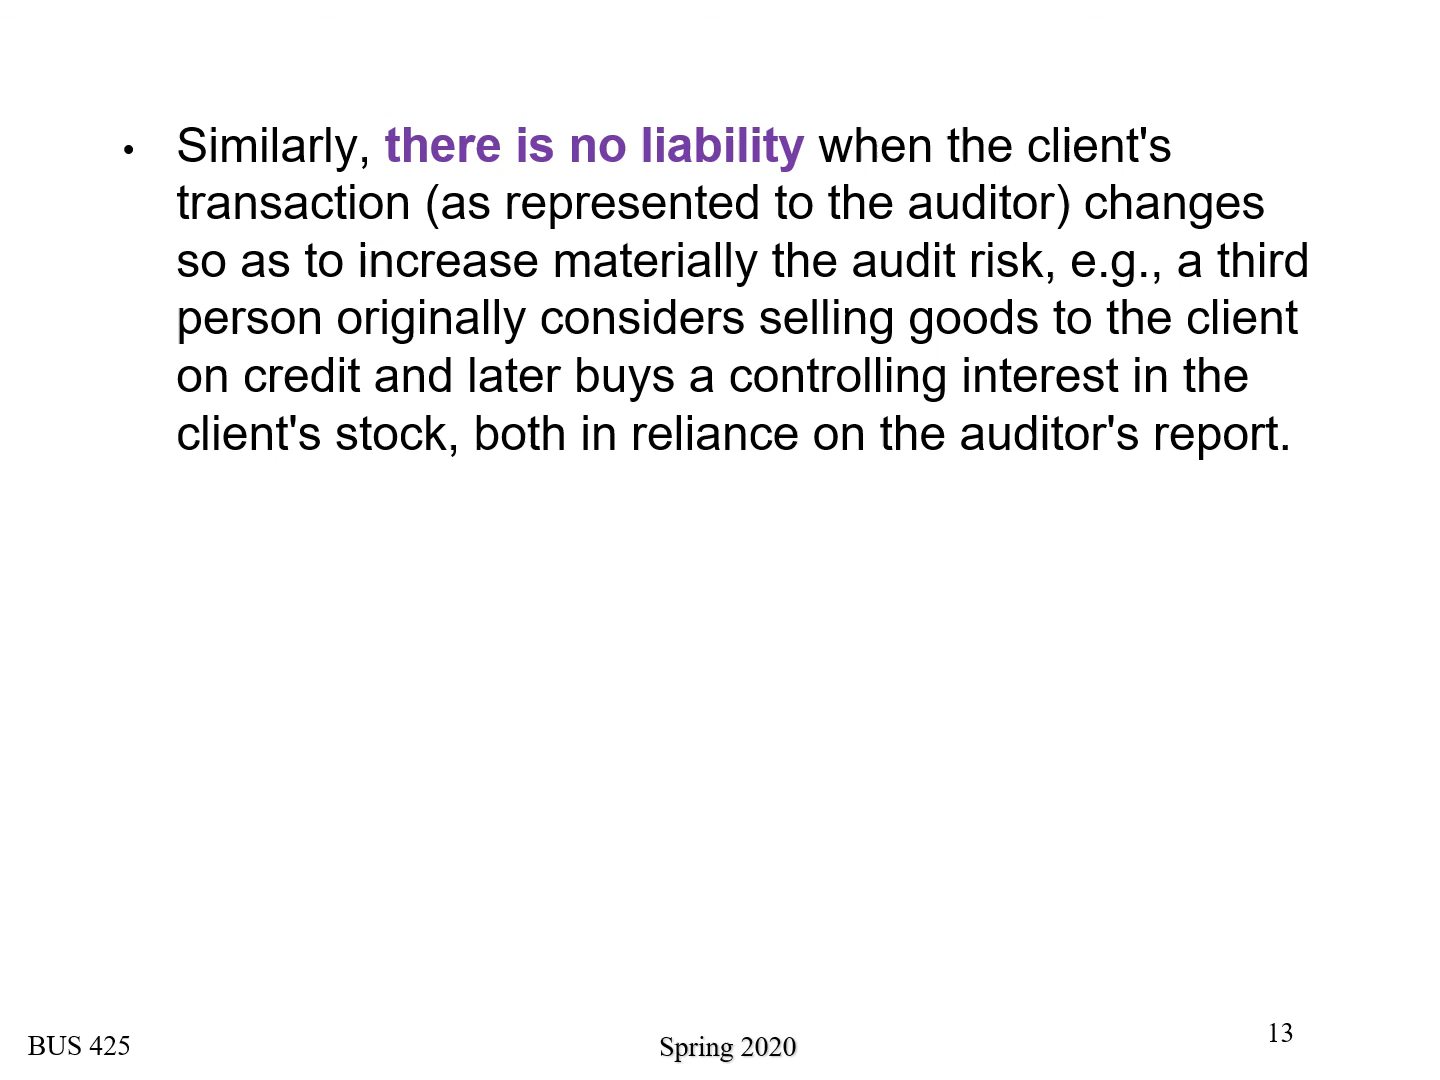 • Similarly, there is no liability when the client's
transaction (as represented to the auditor) changes
so as to increase materially the audit risk, e.g., a third
person originally considers selling goods to the client
on credit and later buys a controlling interest in the
client's stock, both in reliance on the auditor's report.
BUS 425
Spring 2020
13